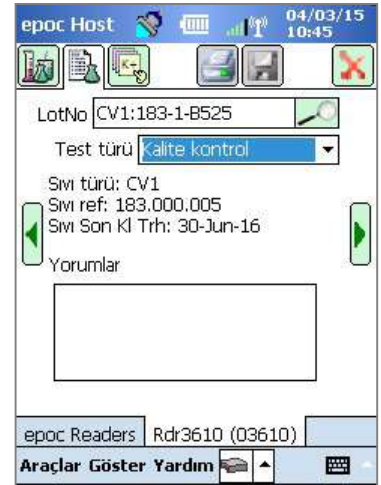 epoc Host 04/03/15
10:45
K+
LotNo CV1:183-1-B525
Test türü Kalite kontrol
Sıvı türü: CV1
Sıvı ref: 183.000.005
Sıvı Son Kl Trh: 30-Jun-16
Yorumlar
epoc Readers Rdr3610 (03610)
Araçlar Göster Yardım